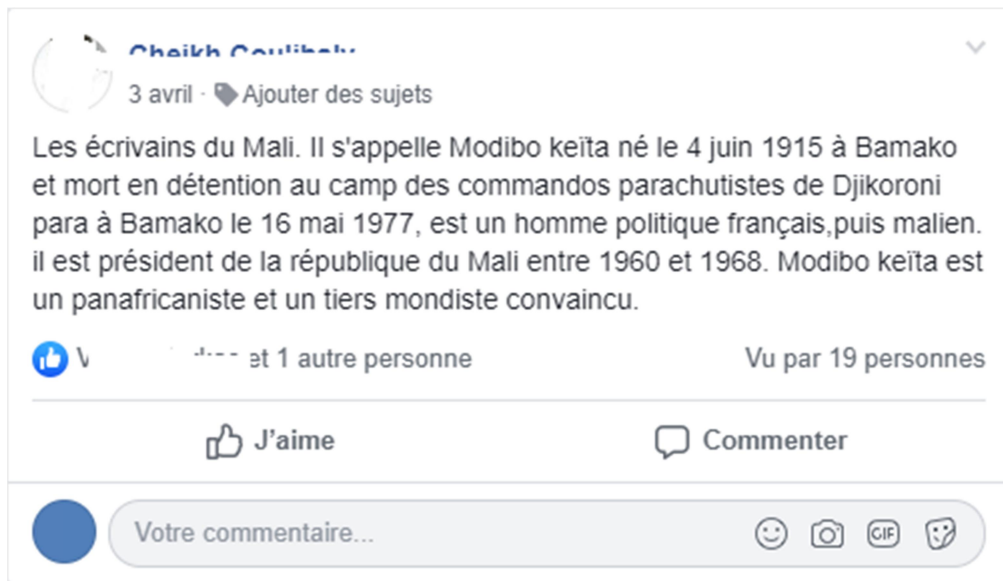 Cheikh Coulibaly
3 avril · Ajouter des sujets
Les écrivains du Mali. Il s'appelle Modibo keïta né le 4 juin 1915 à Bamako
et mort en détention au camp des commandos parachutistes de Djikoroni
para à Bamako le 16 mai 1977, est un homme politique français,puis malien.
il est président de la république du Mali entre 1960 et 1968. Modibo keïta est
un panafricaniste et un tiers mondiste convaincu.
et 1 autre personne
Vu par 19 personnes
J'aime
Commenter
Votre commentaire...
GIF